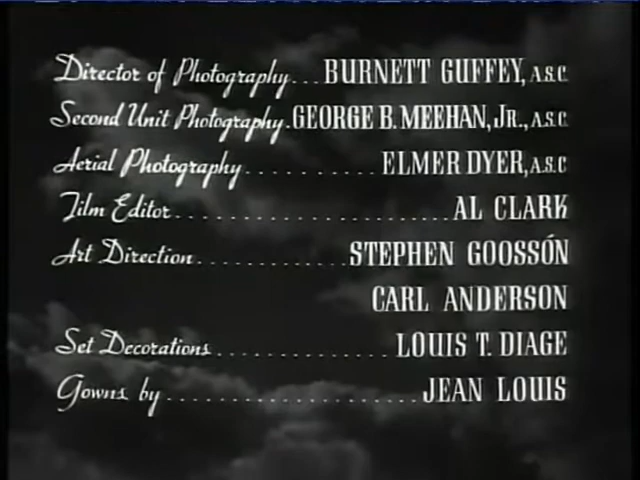 Director of Photography...BURNETT GUFFEY, A.S.C.
Second Unit Photography.GEORGE B. MEEHAN, JR., A.S.C.
Aerial Photography..........ELMER DYER, A.S.C
Film Editor.....................AL CLARK
Art Direction.............STEPHEN GOOSSÓN
CARL ANDERSON
Set Decorations..............LOUIS T. DIAGE
Gowns by....................JEAN LOUIS